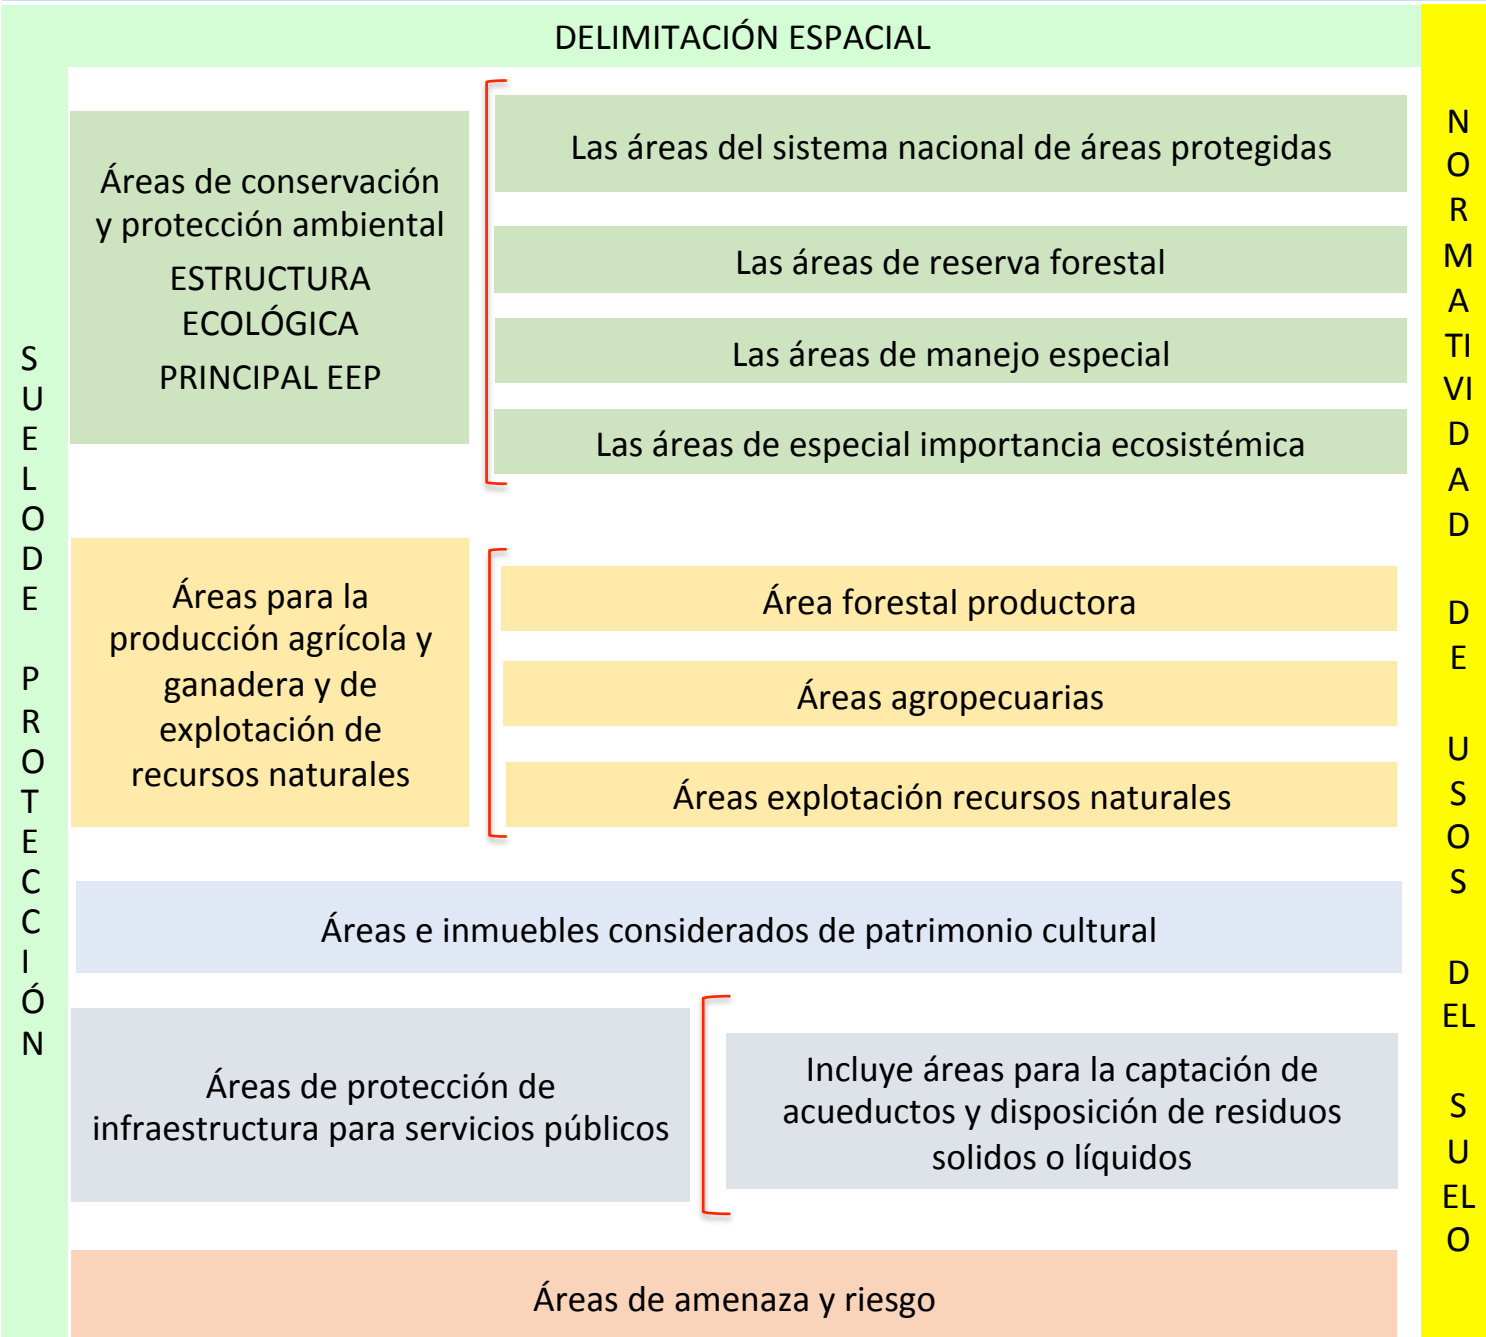 DELIMITACIÓN ESPACIAL
SUELODE PROTECCIÓN
Áreas de conservación
y protección ambiental
ESTRUCTURA
ECOLÓGICA
PRINCIPAL EEP
Las áreas del sistema nacional de áreas protegidas
Las áreas de reserva forestal
Las áreas de manejo especial
Las áreas de especial importancia ecosistémica
Áreas para la
producción agrícola y
ganadera y de
explotación de
recursos naturales
Área forestal productora
Áreas agropecuarias
Áreas explotación recursos naturales
Áreas e inmuebles considerados de patrimonio cultural
Áreas de protección de
infraestructura para servicios públicos
Incluye áreas para la captación de
acueductos y disposición de residuos
solidos o líquidos
Áreas de amenaza y riesgo
NORMATIVIDAD DE USOS DEL SUELO